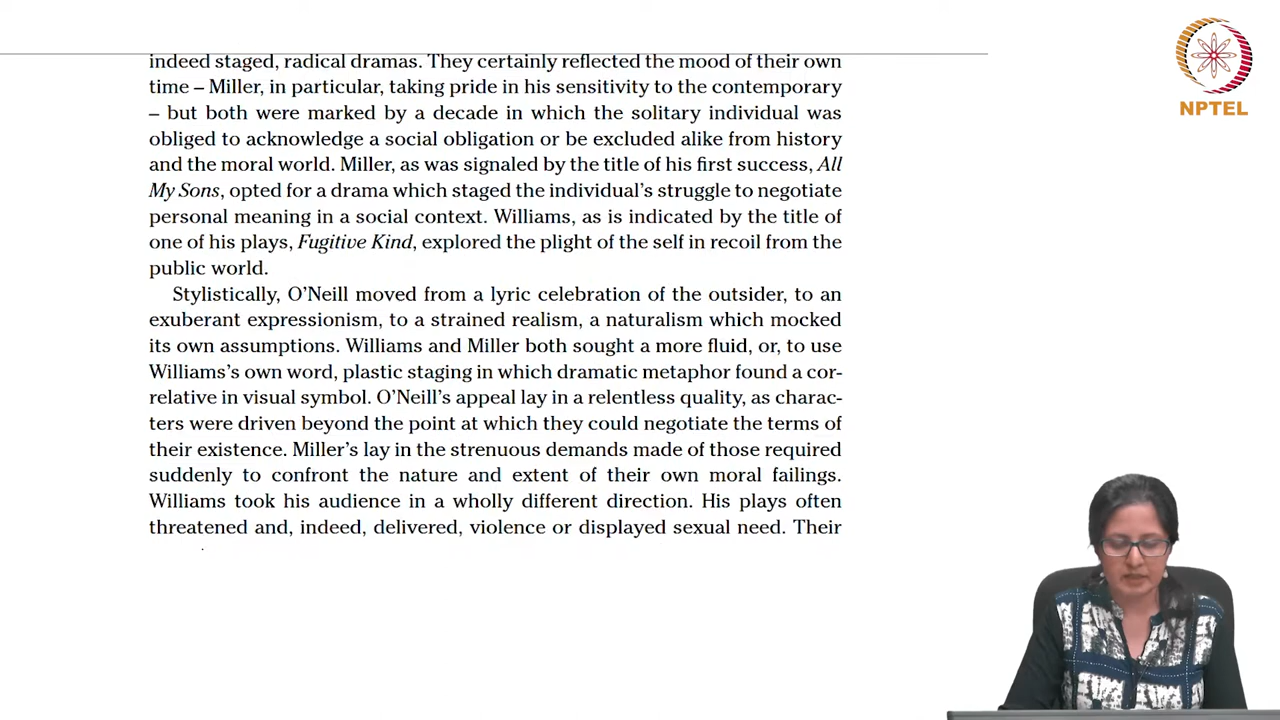 indeed staged, radical dramas. They certainly reflected the mood of their own
time – Miller, in particular, taking pride in his sensitivity to the contemporary
– but both were marked by a decade in which the solitary individual was
obliged to acknowledge a social obligation or be excluded alike from history
and the moral world. Miller, as was signaled by the title of his first success, All
My Sons, opted for a drama which staged the individual's struggle to negotiate
personal meaning in a social context. Williams, as is indicated by the title of
one of his plays, Fugitive Kind, explored the plight of the self in recoil from the
public world.
Stylistically, O'Neill moved from a lyric celebration of the outsider, to an
exuberant expressionism, to a strained realism, a naturalism which mocked
its own assumptions. Williams and Miller both sought a more fluid, or, to use
Williams's own word, plastic staging in which dramatic metaphor found a cor-
relative in visual symbol. O'Neill's appeal lay in a relentless quality, as charac-
ters were driven beyond the point at which they could negotiate the terms of
their existence. Miller's lay in the strenuous demands made of those required
suddenly to confront the nature and extent of their own moral failings.
Williams took his audience in a wholly different direction. His plays often
threatened and, indeed, delivered, violence or displayed sexual need. Their
NPTEL